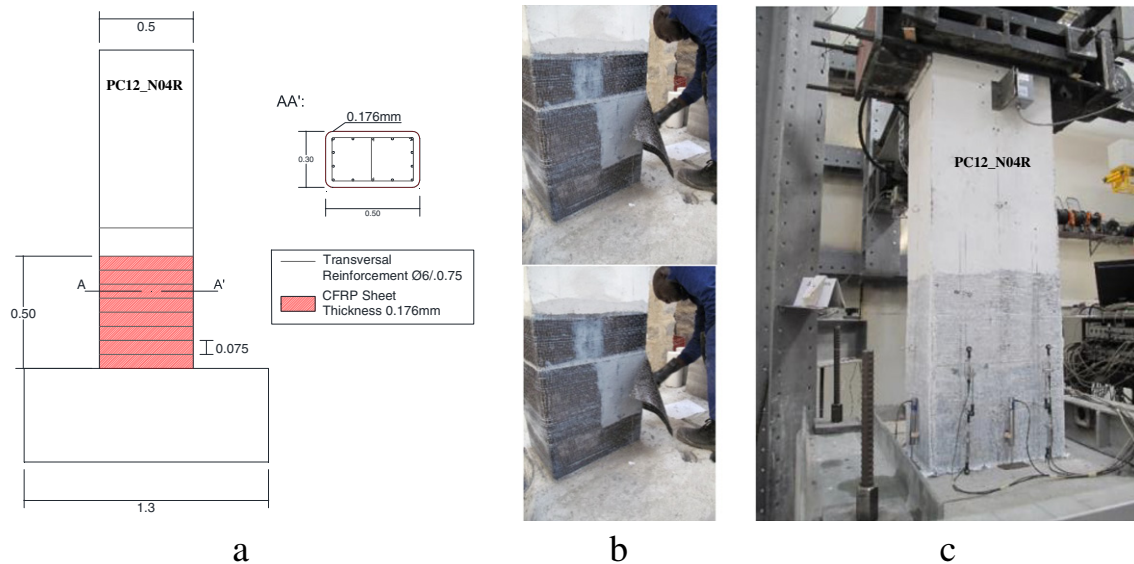 0.5
PC12_N04R
AA':
0.176mm
0.30
0.50
Transversal
Reinforcement Ø6/.0.75
CFRP Sheet
Thickness 0.176mm
A
A'
0.50
0.075
1.3
PC12_N04R
a
b
c